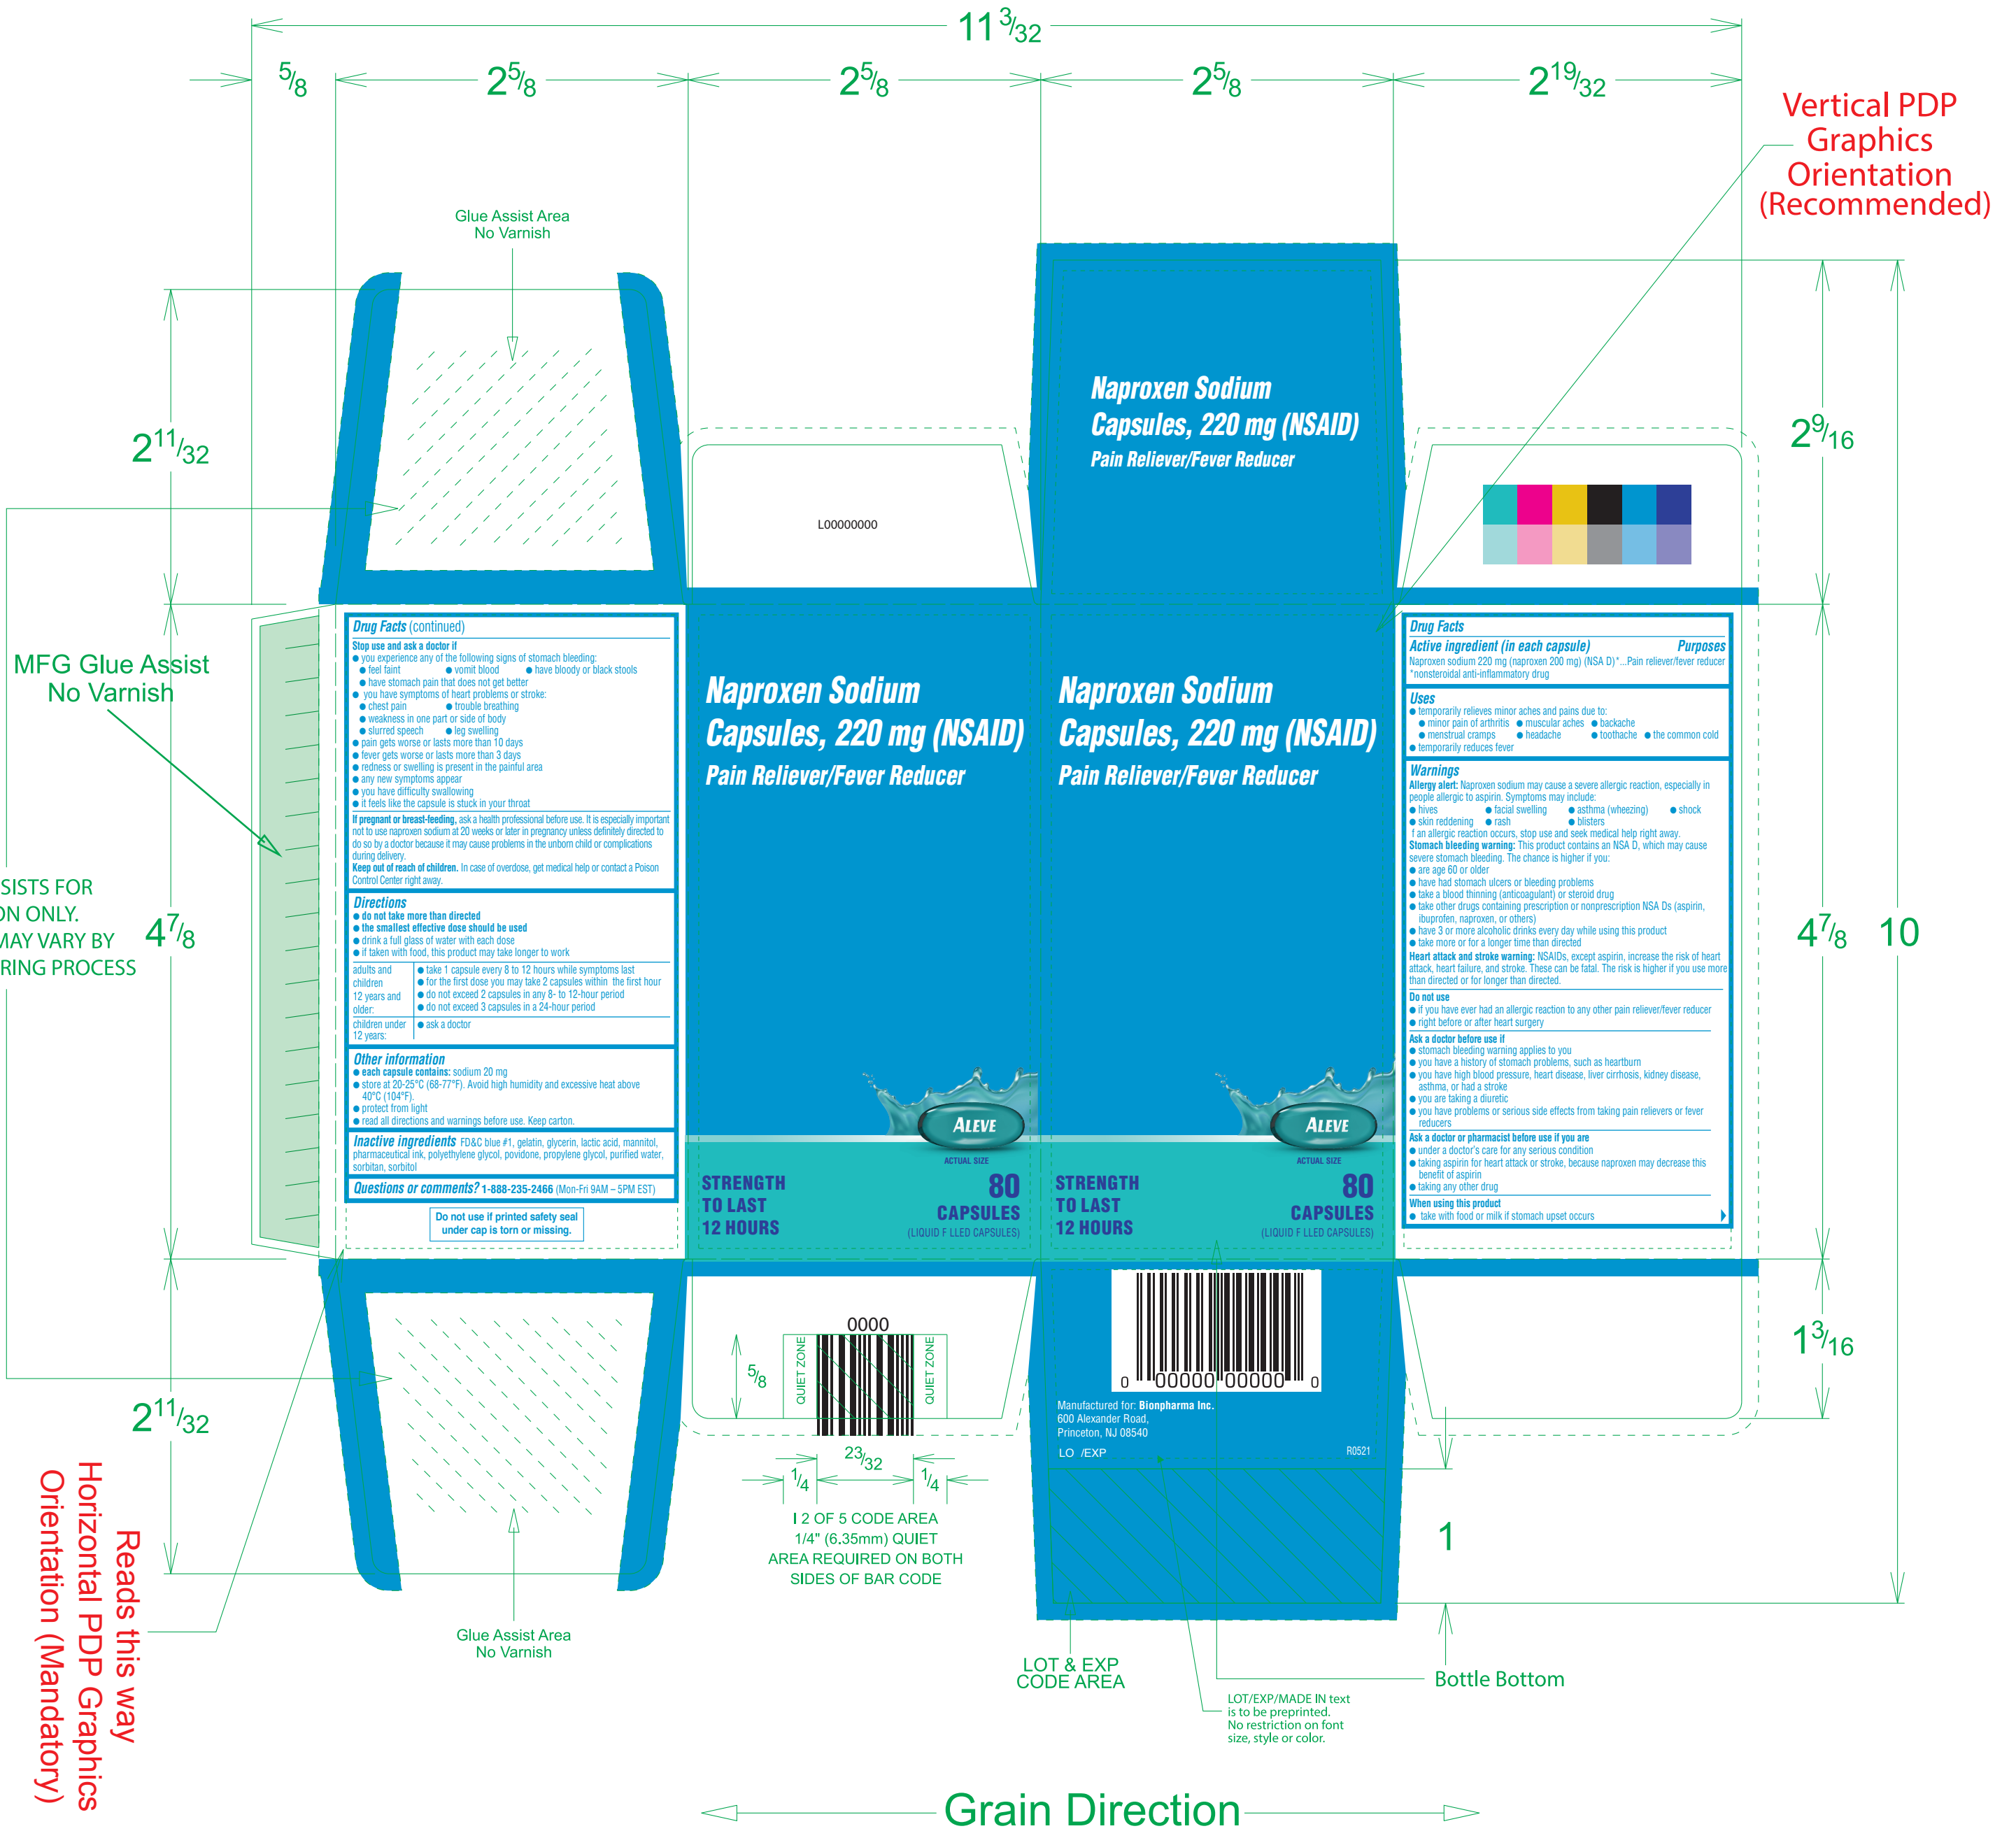 11 3/32
5/8
2 5/8
2 5/8
2 5/8
2 19/32
Vertical PDP
Graphics
Orientation
(Recommended)
Glue Assist Area
No Varnish
2 11/32
2 9/16
Naproxen Sodium
Capsules, 220 mg (NSAID)
Pain Reliever/Fever Reducer
L00000000
MFG Glue Assist
No Varnish
SISTS FOR
ON ONLY.
MAY VARY BY
RING PROCESS
4 7/8
Drug Facts (continued)
Stop use and ask a doctor if
● you experience any of the following signs of stomach bleeding:
● feel faint ● vomit blood ● have bloody or black stools
● have stomach pain that does not get better
● you have symptoms of heart problems or stroke:
● chest pain ● trouble breathing
● weakness in one part or side of body
● slurred speech ● leg swelling
● pain gets worse or lasts more than 10 days
● fever gets worse or lasts more than 3 days
● redness or swelling is present in the painful area
● any new symptoms appear
● you have difficulty swallowing
● it feels like the capsule is stuck in your throat
If pregnant or breast-feeding, ask a health professional before use. It is especially important
not to use naproxen sodium at 20 weeks or later in pregnancy unless definitely directed to
do so by a doctor because it may cause problems in the unborn child or complications
during delivery.
Keep out of reach of children. In case of overdose, get medical help or contact a Poison
Control Center right away.
Directions
● do not take more than directed
● the smallest effective dose should be used
● drink a full glass of water with each dose
● if taken with food, this product may take longer to work
adults and
children
12 years and
older:
● take 1 capsule every 8 to 12 hours while symptoms last
● for the first dose you may take 2 capsules within the first hour
● do not exceed 2 capsules in any 8- to 12-hour period
● do not exceed 3 capsules in a 24-hour period
children under
12 years:
● ask a doctor
Other information
● each capsule contains: sodium 20 mg
● store at 20-25°C (68-77°F). Avoid high humidity and excessive heat above
40°C (104°F).
● protect from light
● read all directions and warnings before use. Keep carton.
Inactive ingredients FD&C blue #1, gelatin, glycerin, lactic acid, mannitol,
pharmaceutical ink, polyethylene glycol, povidone, propylene glycol, purified water,
sorbitan, sorbitol
Questions or comments? 1-888-235-2466 (Mon-Fri 9AM – 5PM EST)
Do not use if printed safety seal
under cap is torn or missing.
Naproxen Sodium
Capsules, 220 mg (NSAID)
Pain Reliever/Fever Reducer
ALEVE
ACTUAL SIZE
STRENGTH
TO LAST
12 HOURS
80
CAPSULES
(LIQUID F LLED CAPSULES)
Naproxen Sodium
Capsules, 220 mg (NSAID)
Pain Reliever/Fever Reducer
ALEVE
ACTUAL SIZE
STRENGTH
TO LAST
12 HOURS
80
CAPSULES
(LIQUID F LLED CAPSULES)
Drug Facts
Active ingredient (in each capsule) Purposes
Naproxen sodium 220 mg (naproxen 200 mg) (NSA D)*...Pain reliever/fever reducer
*nonsteroidal anti-inflammatory drug
Uses
● temporarily relieves minor aches and pains due to:
● minor pain of arthritis ● muscular aches ● backache
● menstrual cramps ● headache ● toothache ● the common cold
● temporarily reduces fever
Warnings
Allergy alert: Naproxen sodium may cause a severe allergic reaction, especially in
people allergic to aspirin. Symptoms may include:
● hives ● facial swelling ● asthma (wheezing) ● shock
● skin reddening ● rash ● blisters
f an allergic reaction occurs, stop use and seek medical help right away.
Stomach bleeding warning: This product contains an NSA D, which may cause
severe stomach bleeding. The chance is higher if you:
● are age 60 or older
● have had stomach ulcers or bleeding problems
● take a blood thinning (anticoagulant) or steroid drug
● take other drugs containing prescription or nonprescription NSA Ds (aspirin,
ibuprofen, naproxen, or others)
● have 3 or more alcoholic drinks every day while using this product
● take more or for a longer time than directed
Heart attack and stroke warning: NSAIDs, except aspirin, increase the risk of heart
attack, heart failure, and stroke. These can be fatal. The risk is higher if you use more
than directed or for longer than directed.
Do not use
● if you have ever had an allergic reaction to any other pain reliever/fever reducer
● right before or after heart surgery
Ask a doctor before use if
● stomach bleeding warning applies to you
● you have a history of stomach problems, such as heartburn
● you have high blood pressure, heart disease, liver cirrhosis, kidney disease,
asthma, or had a stroke
● you are taking a diuretic
● you have problems or serious side effects from taking pain relievers or fever
reducers
Ask a doctor or pharmacist before use if you are
● under a doctor's care for any serious condition
● taking aspirin for heart attack or stroke, because naproxen may decrease this
benefit of aspirin
● taking any other drug
When using this product
● take with food or milk if stomach upset occurs
4 7/8
10
1 3/16
2 11/32
0000
QUIET ZONE
QUIET ZONE
5/8
23/32
1/4
1/4
I 2 OF 5 CODE AREA
1/4" (6.35mm) QUIET
AREA REQUIRED ON BOTH
SIDES OF BAR CODE
0 00000 00000 0
Manufactured for: Bionpharma Inc.
600 Alexander Road,
Princeton, NJ 08540
LO /EXP
R0521
1
Glue Assist Area
No Varnish
Reads this way
Horizontal PDP Graphics
Orientation (Mandatory)
LOT & EXP
CODE AREA
LOT/EXP/MADE IN text
is to be preprinted.
No restriction on font
size, style or color.
Bottle Bottom
Grain Direction